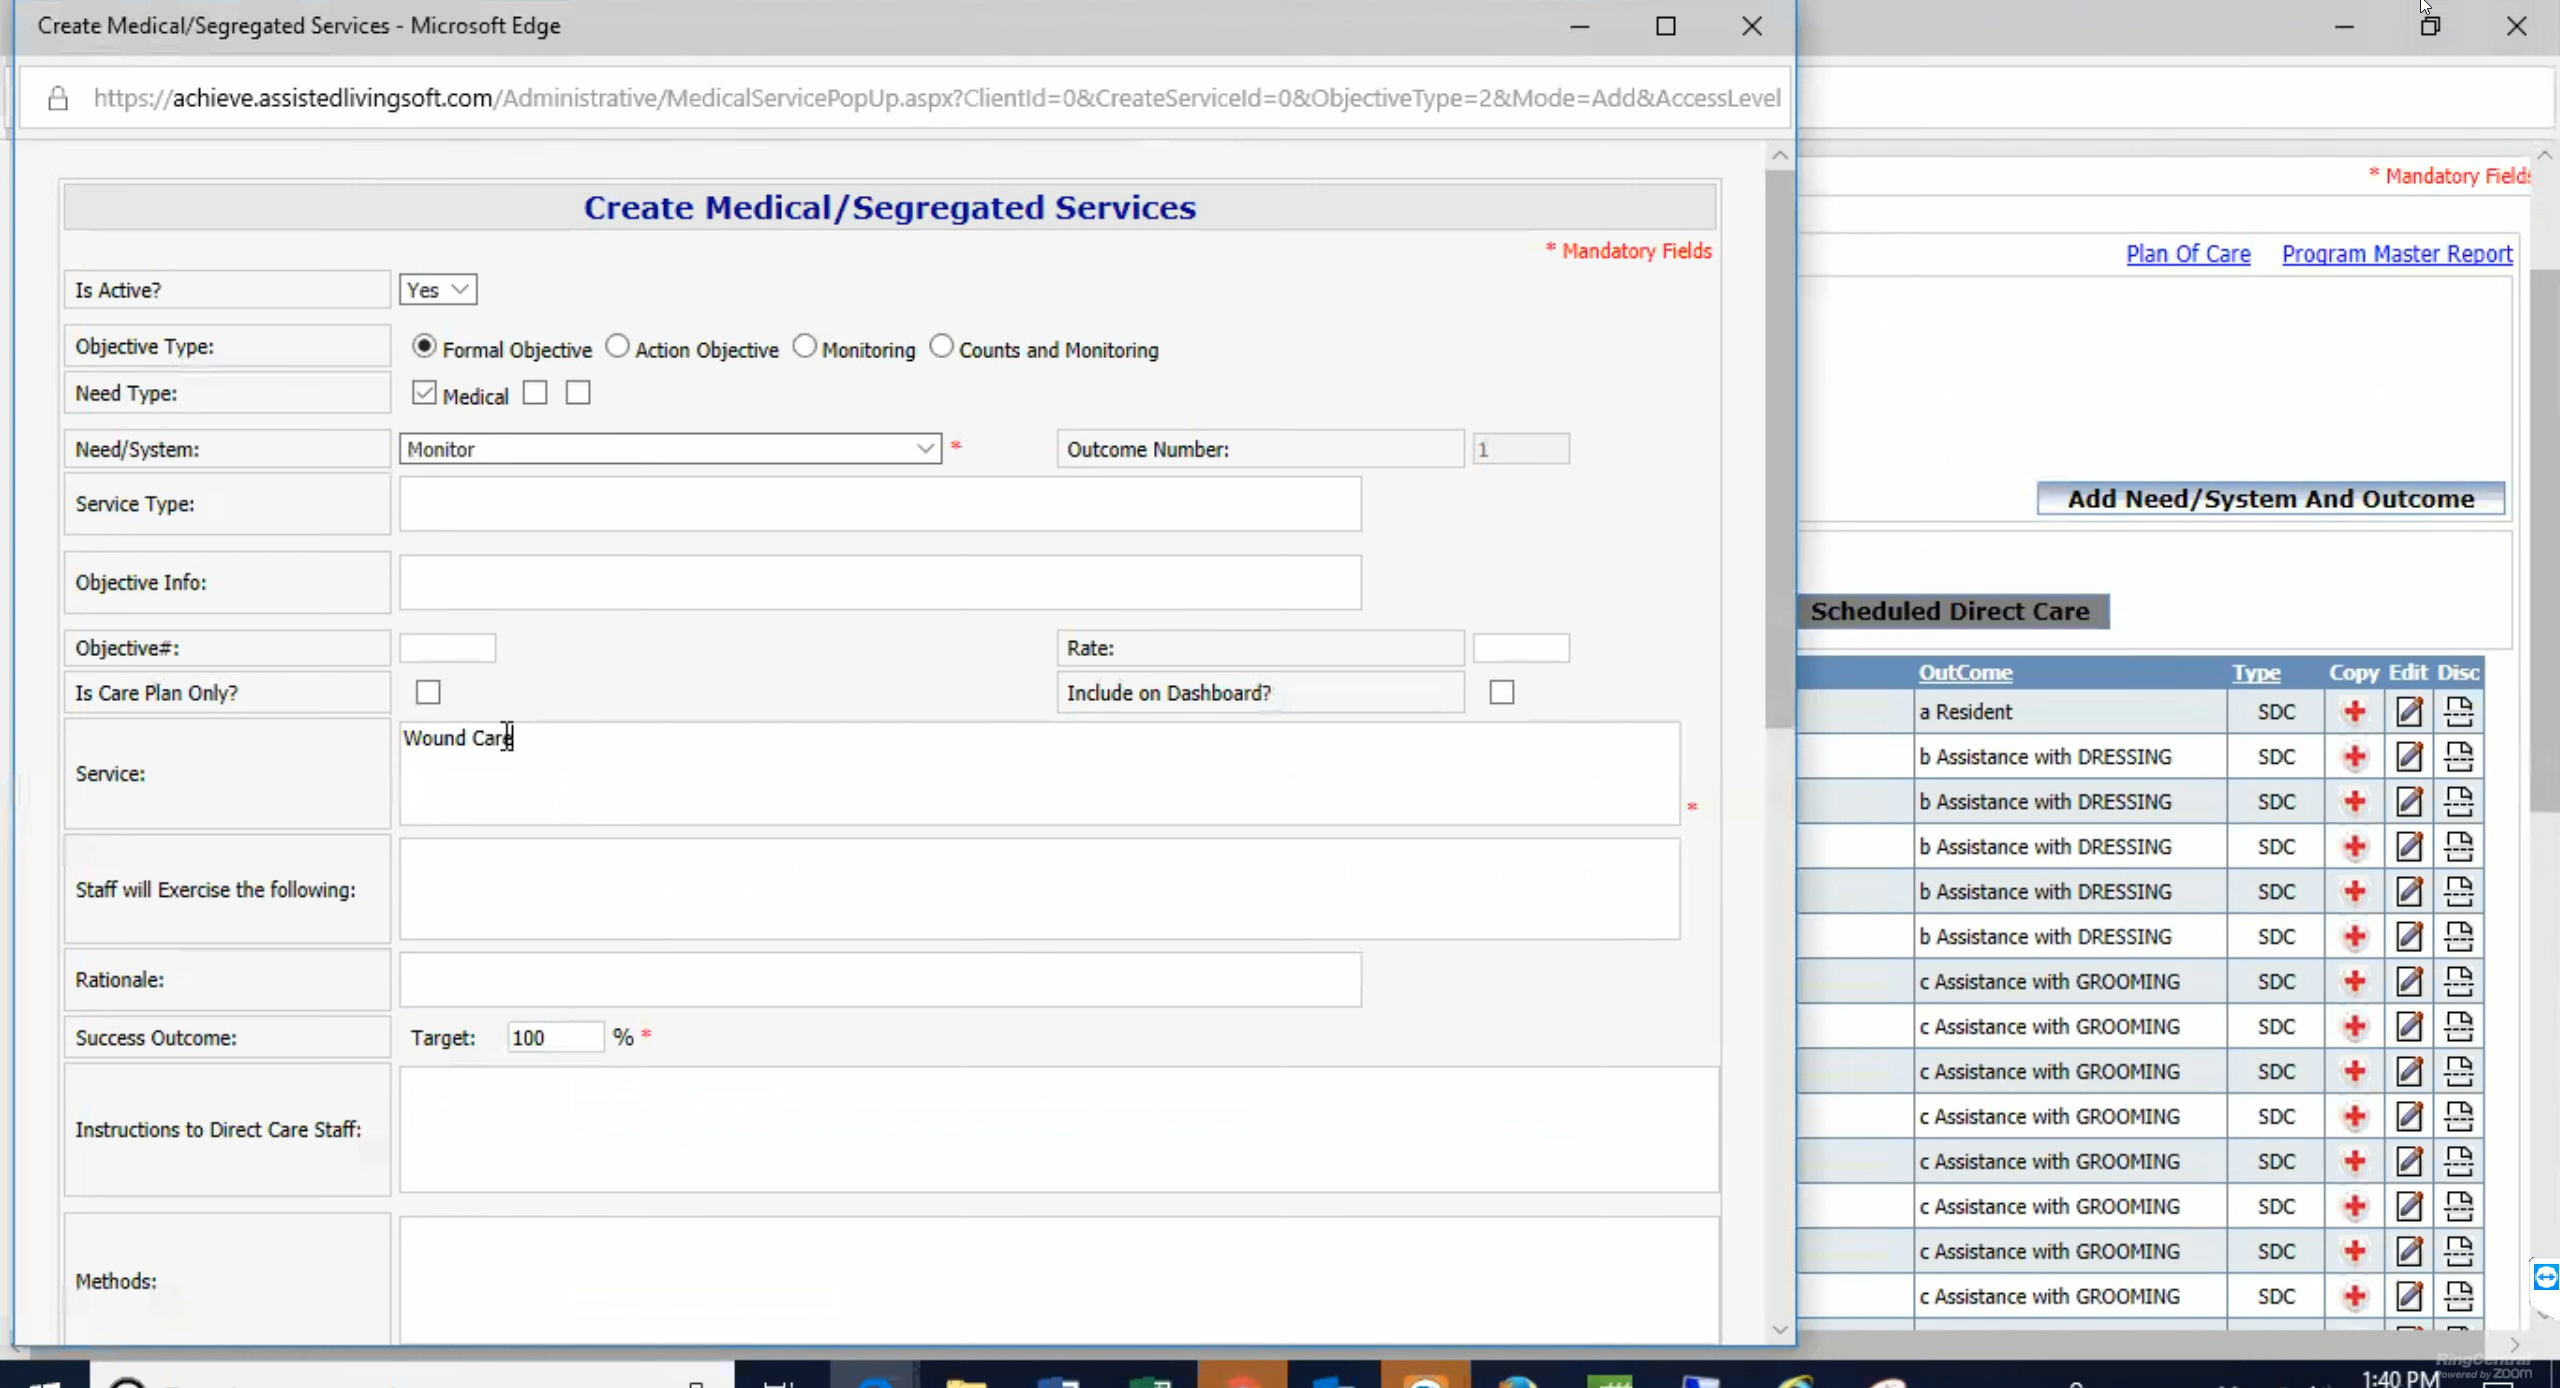 Create Medical/Segregated Services - Microsoft Edge
https://achieve.assistedlivingsoft.com/Administrative/MedicalServicePopUp.aspx?ClientId=0&CreateServiceId=0&ObjectiveType=2&Mode=Add&AccessLevel
Create Medical/Segregated Services
* Mandatory Fields
Is Active?
Yes
Objective Type:
Formal Objective Action Objective Monitoring Counts and Monitoring
Need Type:
Medical
Need/System:
Monitor *
Outcome Number: 1
Service Type:
Objective Info:
Objective#:
Rate:
Is Care Plan Only?
Include on Dashboard?
Service:
Wound Care
*
Staff will Exercise the following:
Rationale:
Success Outcome:
Target: 100 % *
Instructions to Direct Care Staff:
Methods:
* Mandatory Fields
Plan Of Care Program Master Report
Add Need/System And Outcome
Scheduled Direct Care
OutCome Type Copy Edit Disc
a Resident SDC
b Assistance with DRESSING SDC
b Assistance with DRESSING SDC
b Assistance with DRESSING SDC
b Assistance with DRESSING SDC
b Assistance with DRESSING SDC
c Assistance with GROOMING SDC
c Assistance with GROOMING SDC
c Assistance with GROOMING SDC
c Assistance with GROOMING SDC
c Assistance with GROOMING SDC
c Assistance with GROOMING SDC
c Assistance with GROOMING SDC
c Assistance with GROOMING SDC
RingCentral
Powered by ZOOM
1:40 PM